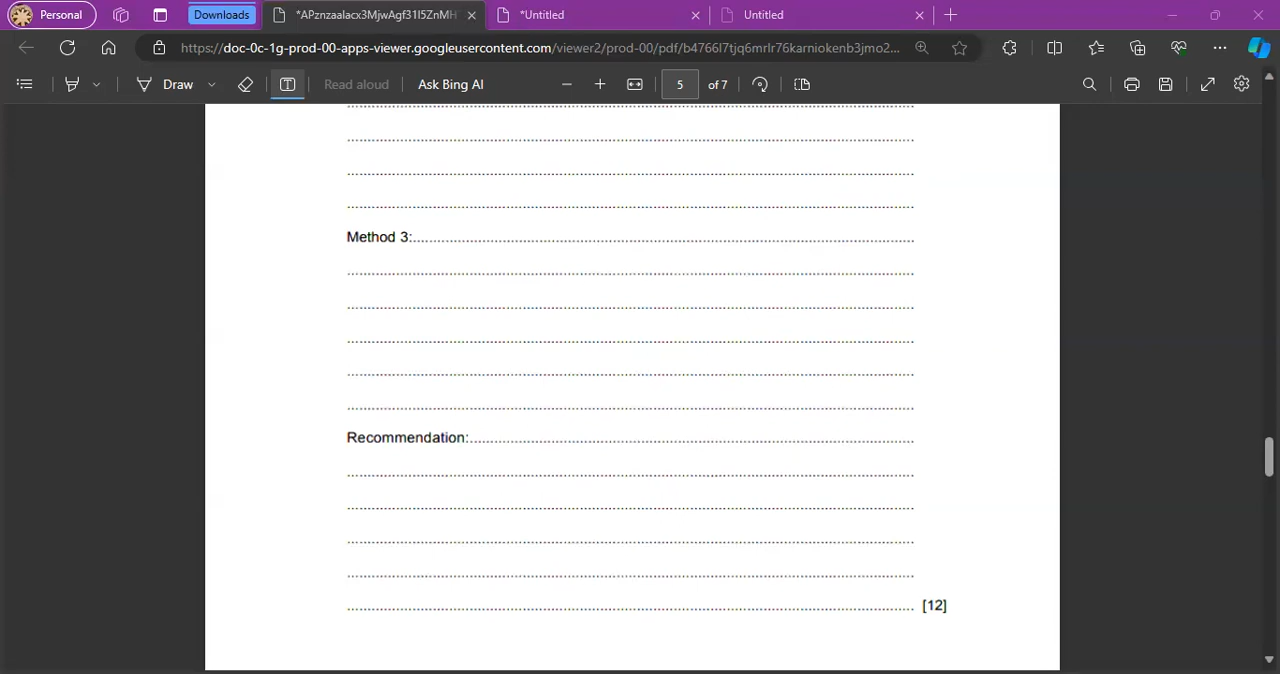 Personal
Downloads
*APznzaalacx3MjwAgf31I5ZnMH
*Untitled
Untitled
https://doc-0c-1g-prod-00-apps-viewer.googleusercontent.com/viewer2/prod-00/pdf/b4766l7tjq6mrlr76karniokenb3jmo2...
Draw
Read aloud
Ask Bing AI
5
of 7
Method 3:
Recommendation:
[12]